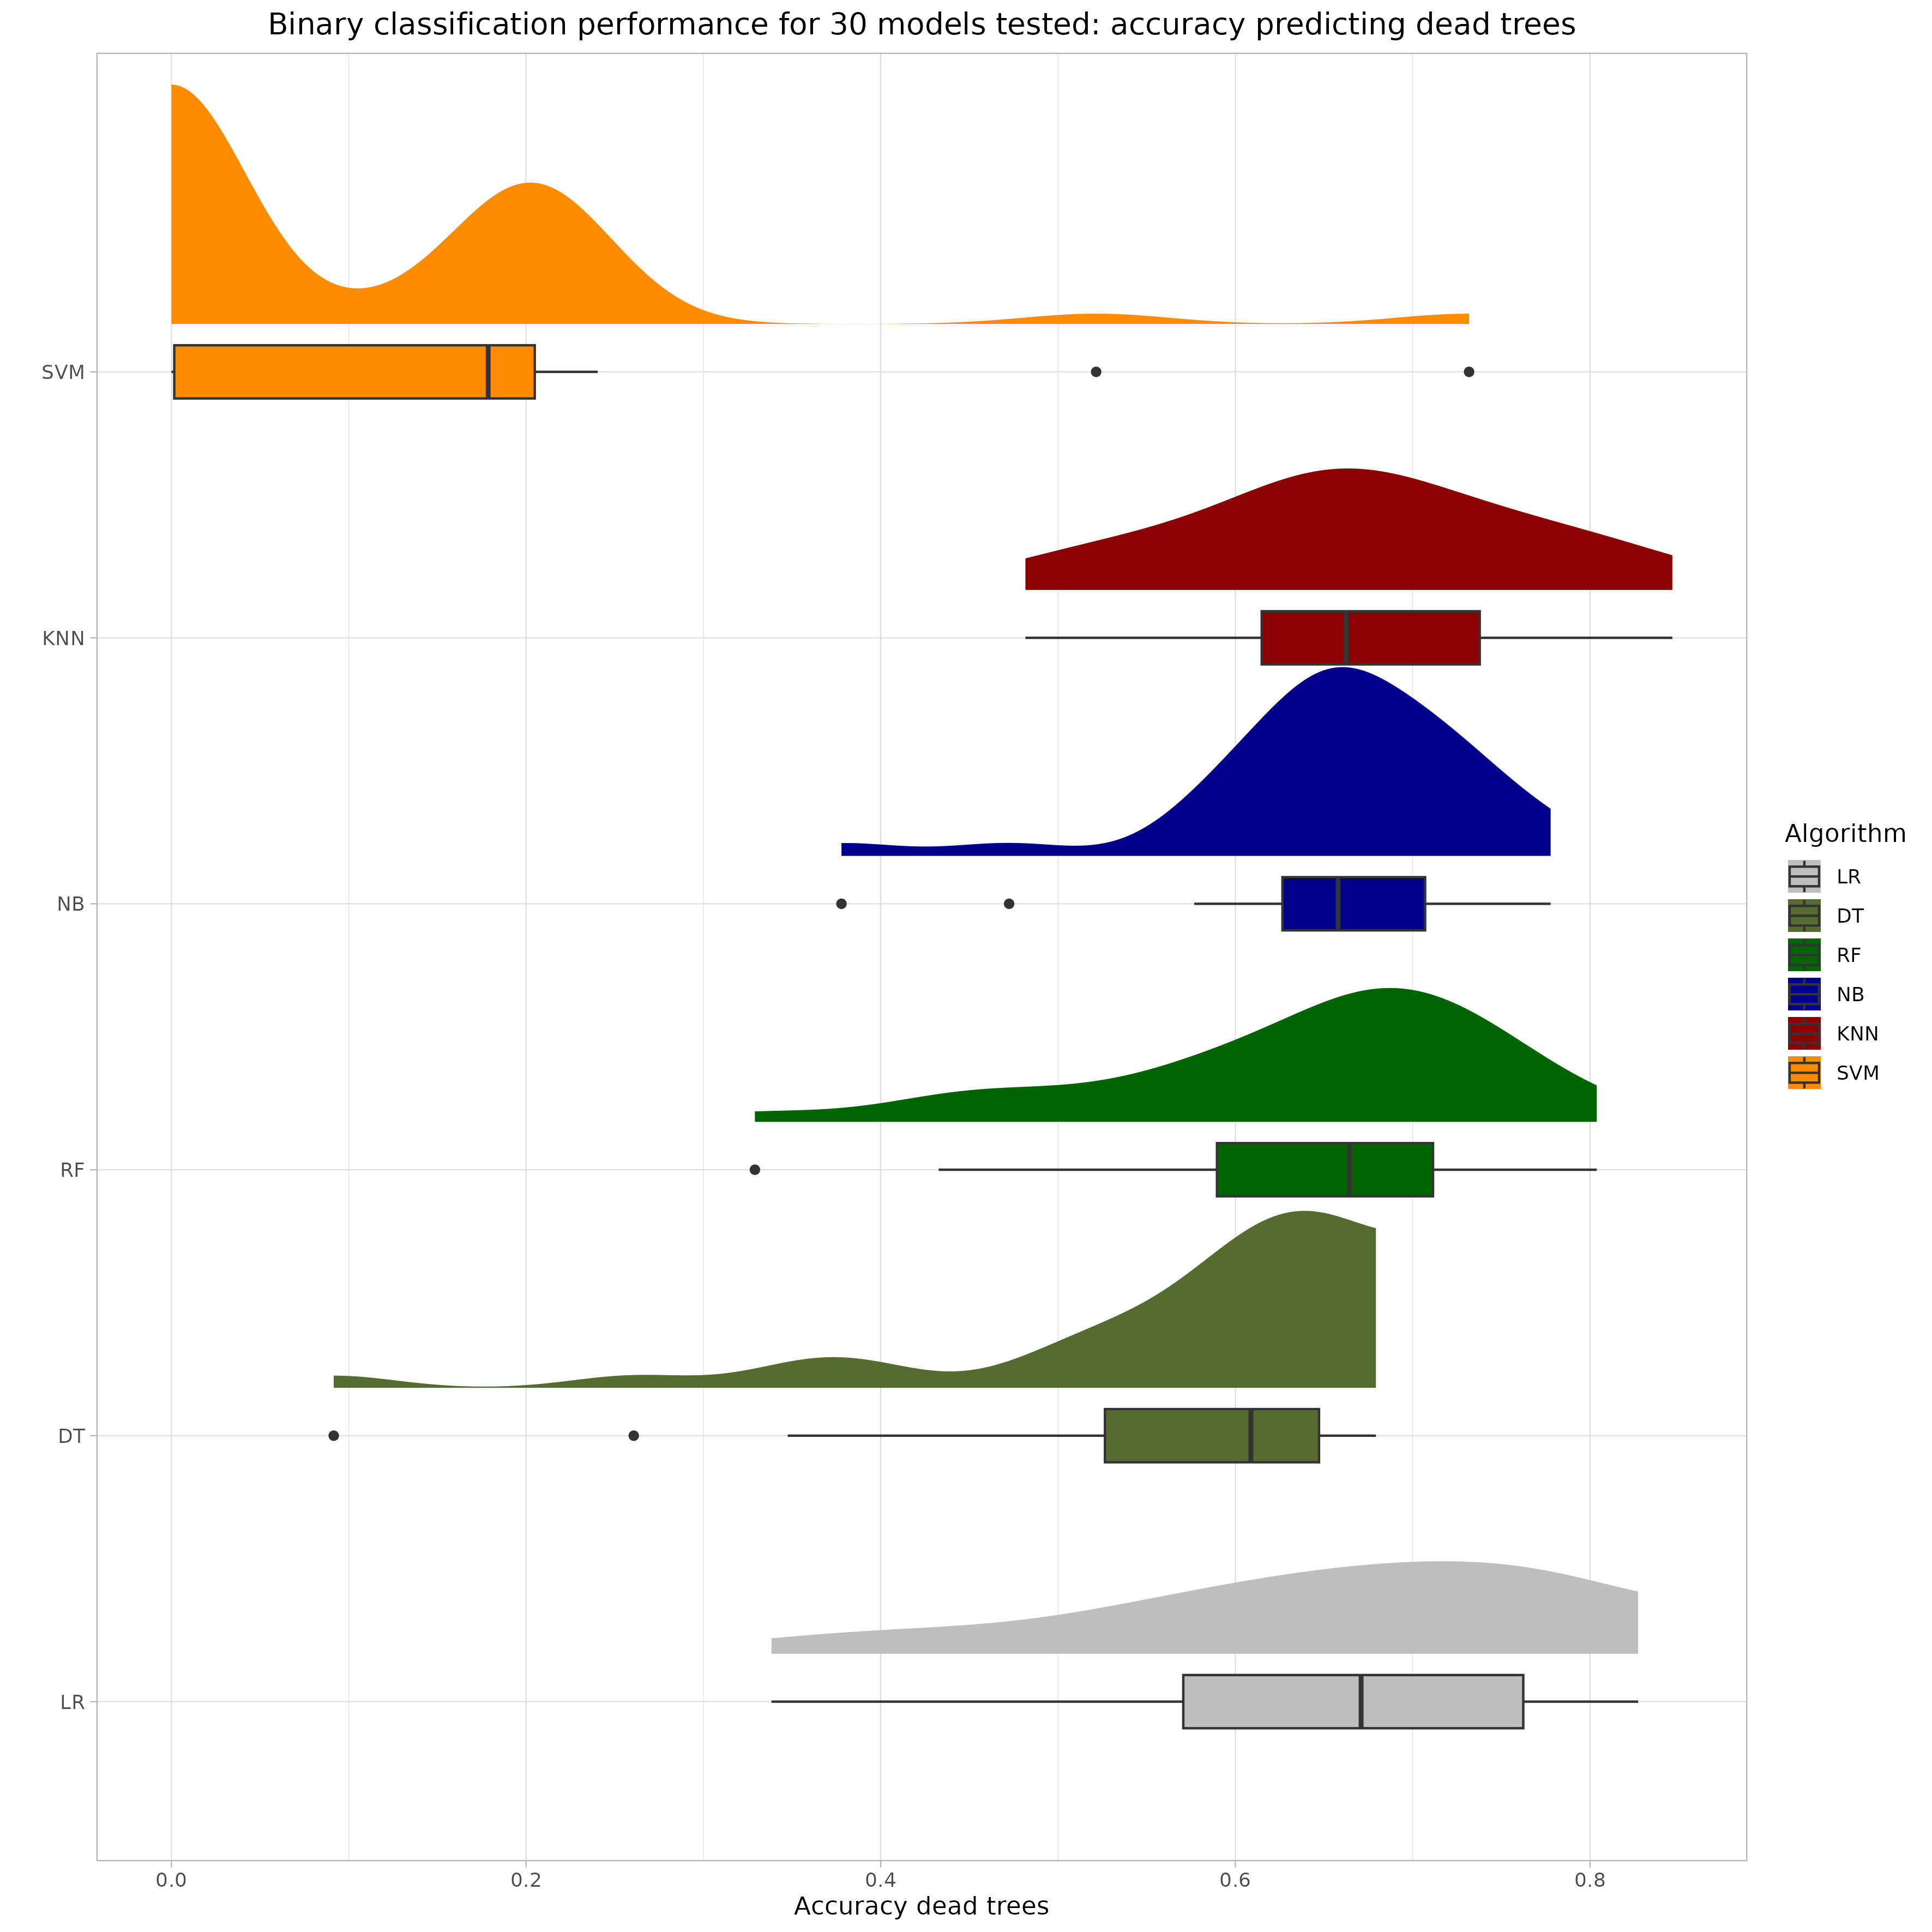 Binary classification performance for 30 models tested: accuracy predicting dead trees
SVM
KNN
NB
RF
DT
LR
0.0
0.2
0.4
0.6
0.8
Accuracy dead trees
Algorithm
LR
DT
RF
NB
KNN
SVM